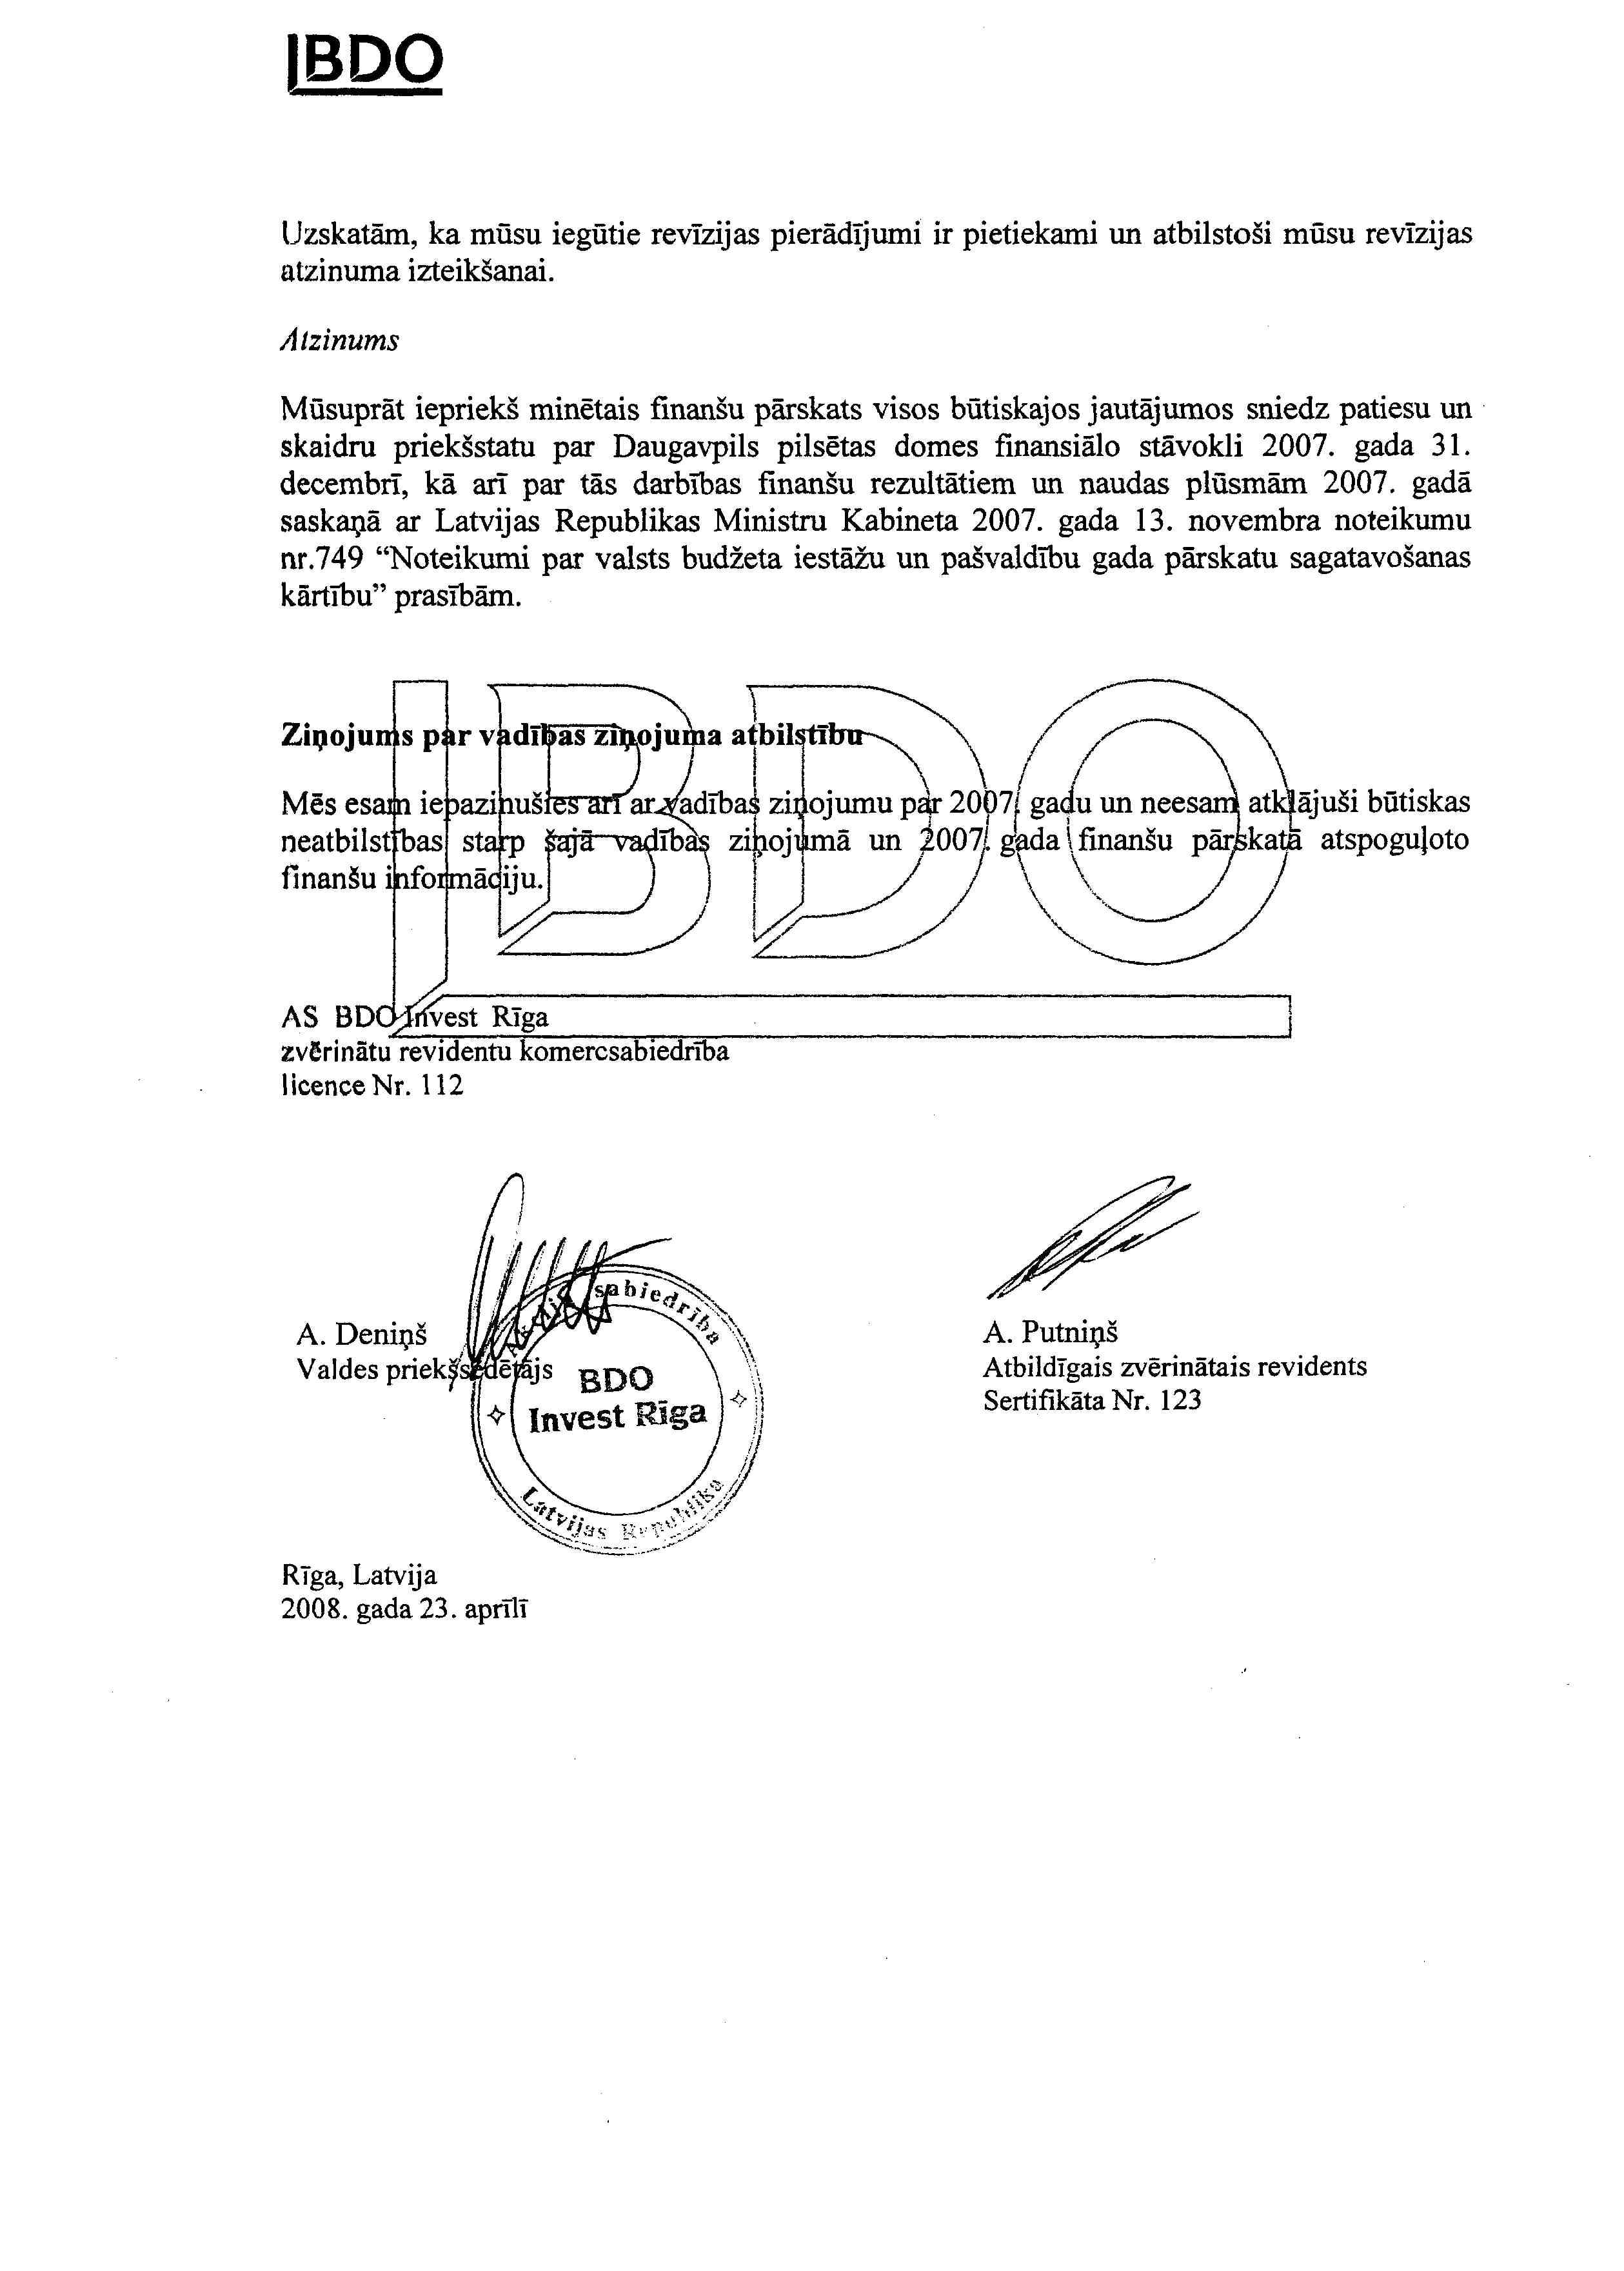 BDO
Uzskatām, ka mūsu iegūtie revīzijas pierādījumi ir pietiekami un atbilstoši mūsu revīzijas
atzinuma izteikšanai.
Atzinums
Mūsuprāt iepriekš minētais finanšu pārskats visos būtiskajos jautājumos sniedz patiesu un
skaidru priekšstatu par Daugavpils pilsētas domes finansiālo stāvokli 2007. gada 31.
decembrī, kā arī par tās darbības finanšu rezultātiem un naudas plūsmām 2007. gadā
saskaņā ar Latvijas Republikas Ministru Kabineta 2007. gada 13. novembra noteikumu
nr.749 “Noteikumi par valsts budžeta iestāžu un pašvaldību gada pārskatu sagatavošanas
kārtību” prasībām.
BDO
Ziņojums par vadības ziņojuma atbilstību
Mēs esam iepazinušies arī ar vadības ziņojumu par 2007. gadu un neesam atklājuši būtiskas
neatbilstības starp šajā vadības ziņojumā un 2007. gada finanšu pārskatā atspoguļoto
finanšu informāciju.
AS BDO Invest Rīga
zvērinātu revidentu komercsabiedrība
licence Nr. 112
A. Deniņš
Valdes priekšsēdētājs
A. Putniņš
Atbildīgais zvērinātais revidents
Sertifikāta Nr. 123
sabiedrība
BDO
Invest Rīga
Latvijas Republika
Rīga, Latvija
2008. gada 23. aprīlī